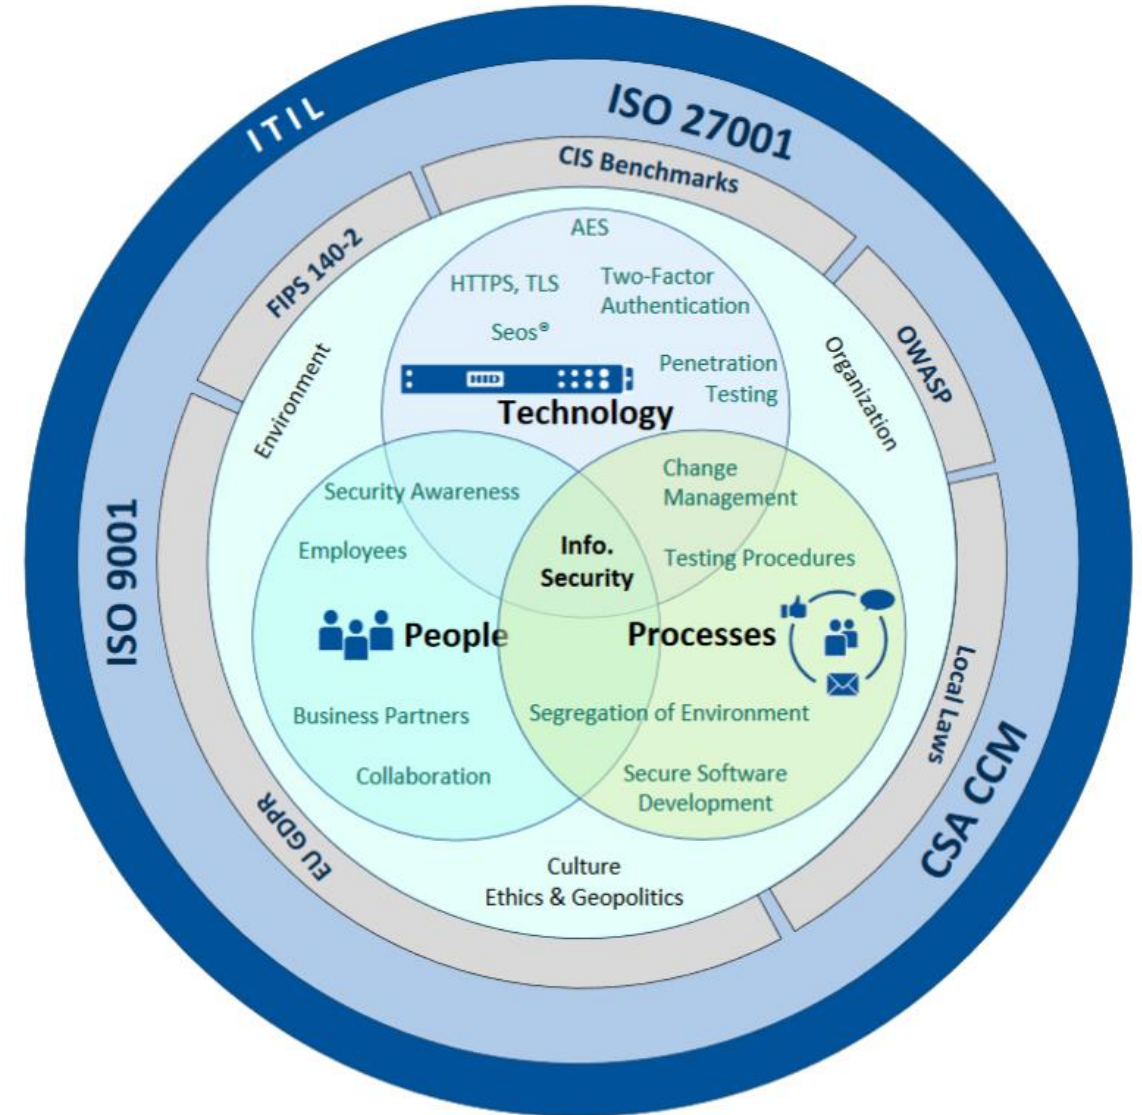 ITIL
ISO 27001
CIS Benchmarks
FIPS 140-2
OWASP
AES
HTTPS, TLS
Two-Factor
Authentication
Seos®
Penetration
Testing
HID
Technology
Environment
Organization
Security Awareness
Change
Management
Employees
Info.
Security
Testing Procedures
ISO 9001
People
Processes
Local Laws
Business Partners
Segregation of Environment
Collaboration
Secure Software
Development
CSA CCM
EU GDPR
Culture
Ethics & Geopolitics